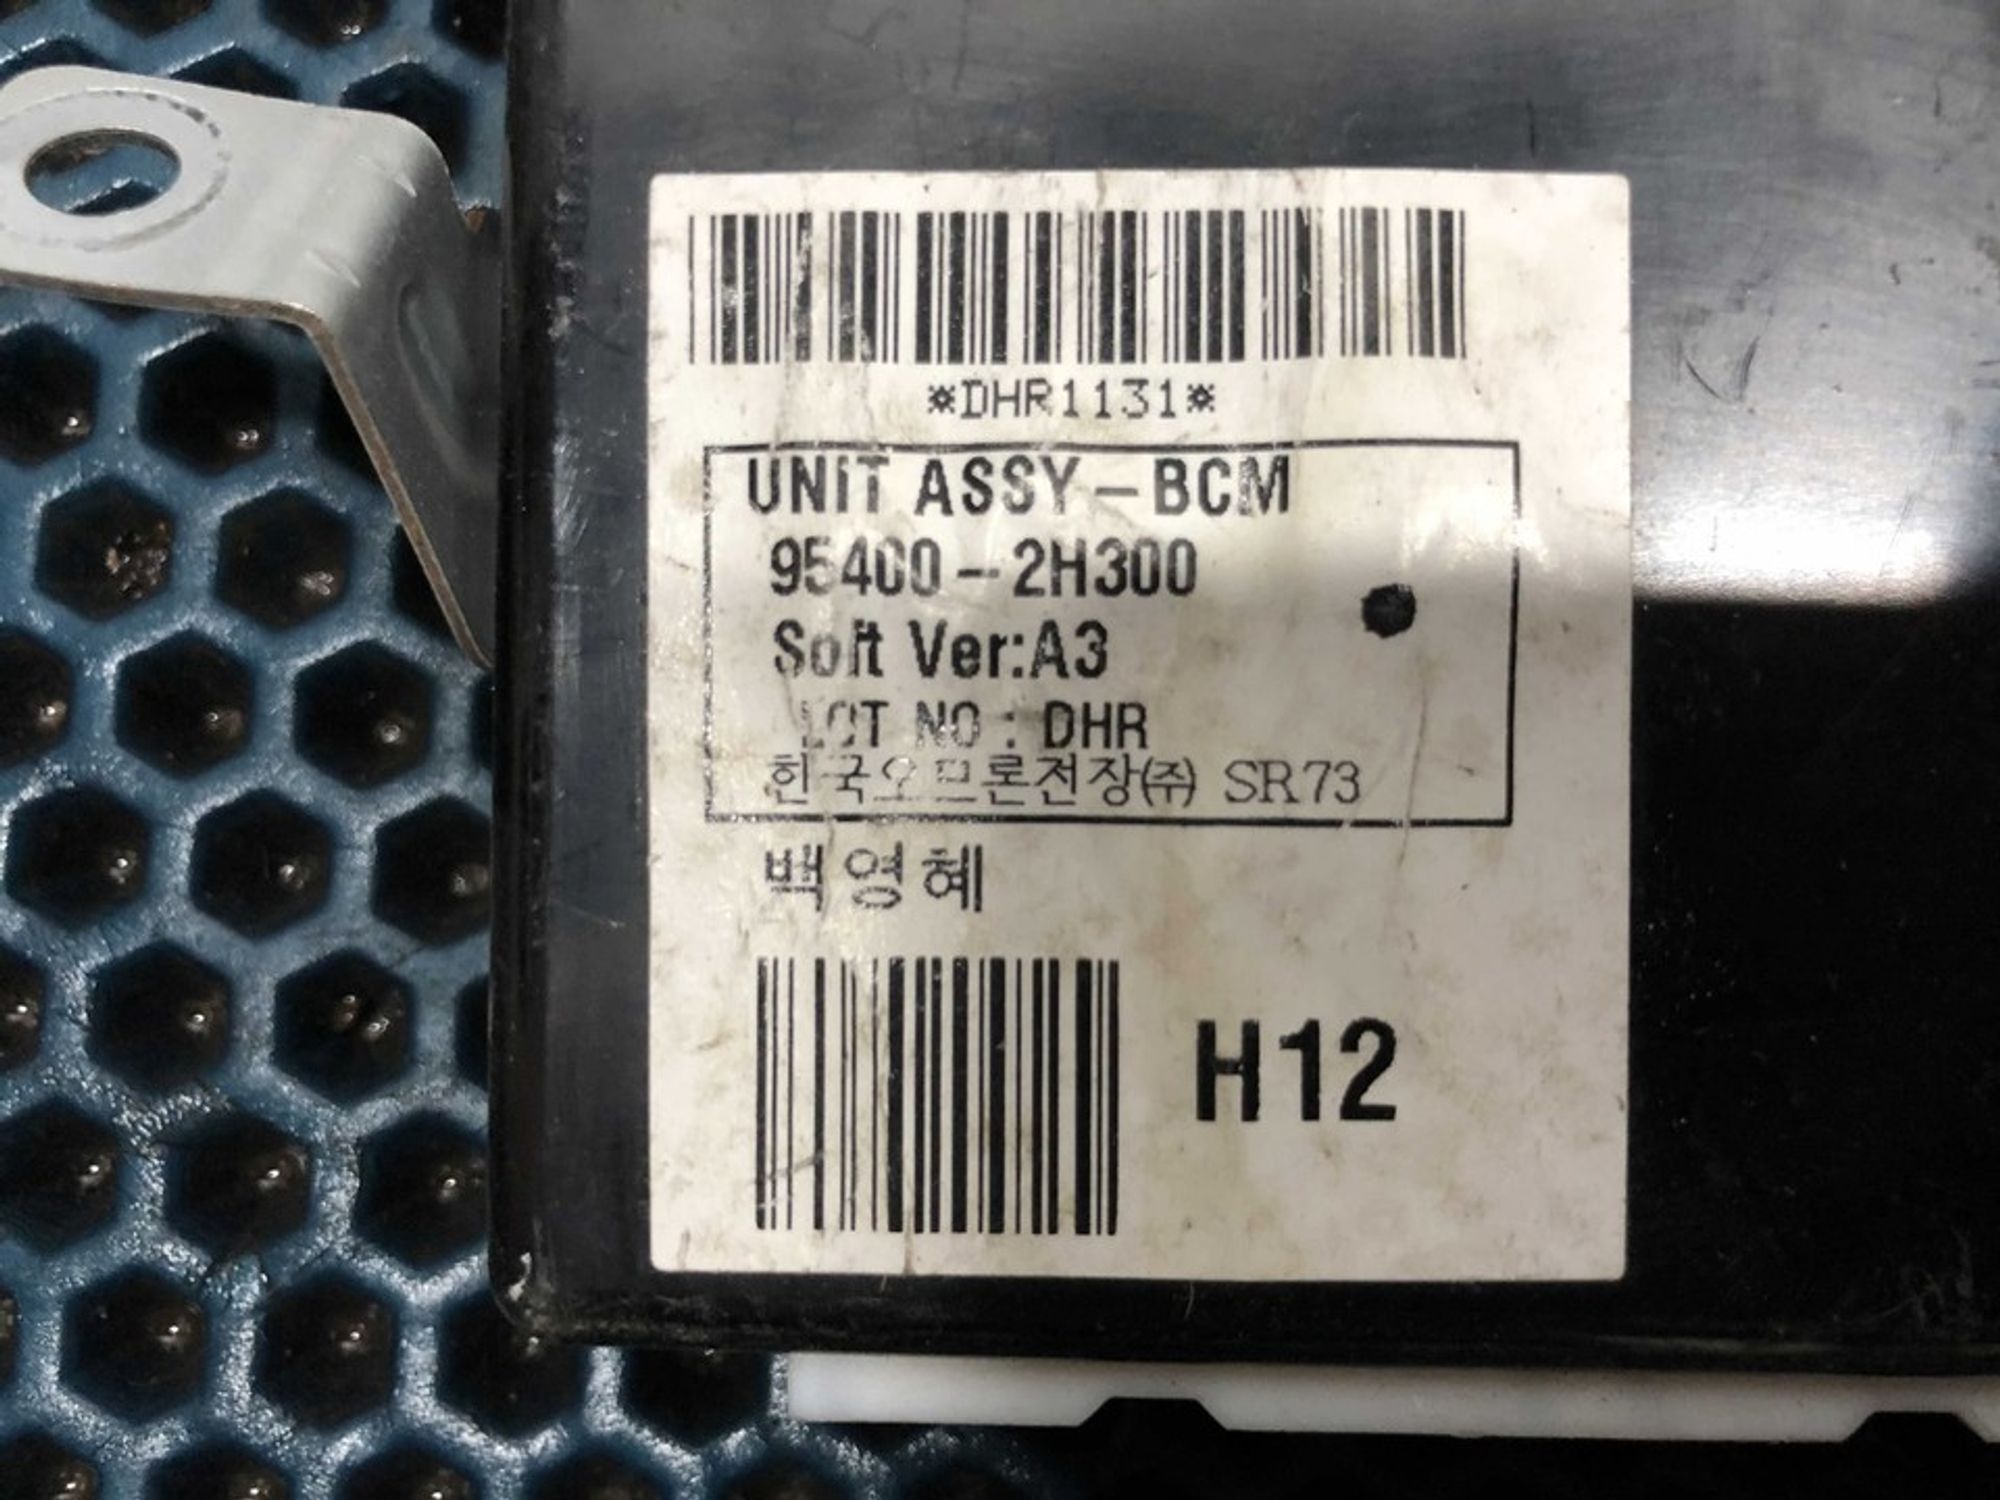 *DHR1131*
UNIT ASSY-BCM
95400-2H300
Soft Ver:A3
LOT NO : DHR
한국오므론전장㈜ SR73
백영혜
H12